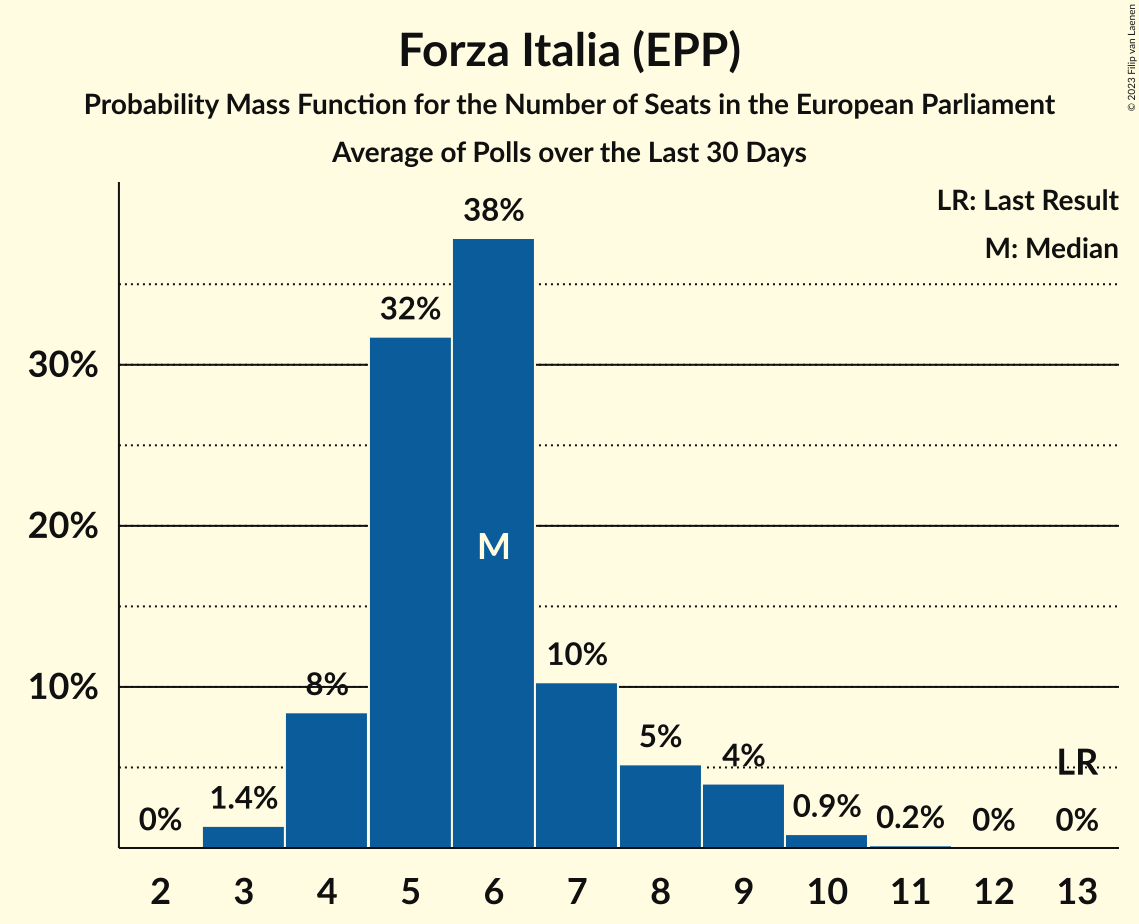 Forza Italia (EPP)
Probability Mass Function for the Number of Seats in the European Parliament
Average of Polls over the Last 30 Days
© 2023 Filip van Laenen
LR: Last Result
M: Median
38%
32%
30%
20%
M
10%
10%
8%
5%
4%
LR
1.4%
0.9%
0.2%
0%
0%
0%
2 3 4 5 6 7 8 9 10 11 12 13